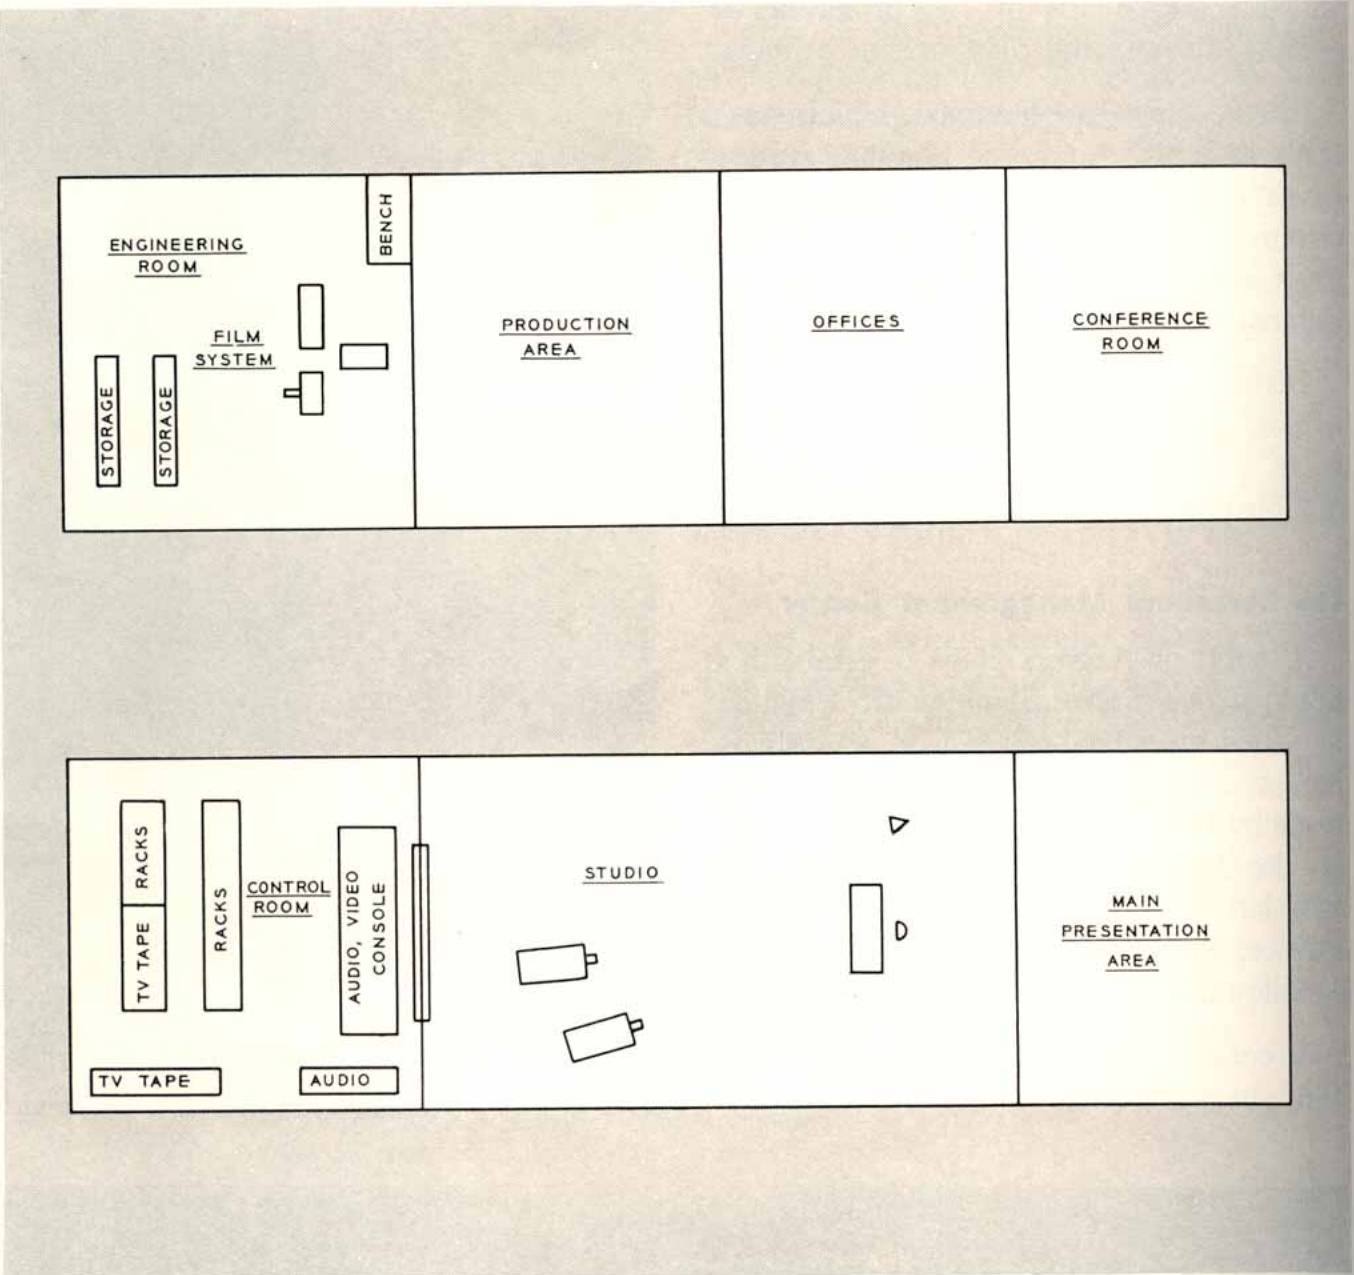 ENGINEERING
ROOM
BENCH
FILM
SYSTEM
STORAGE
STORAGE
PRODUCTION
AREA
OFFICES
CONFERENCE
ROOM
RACKS
TV TAPE
RACKS
CONTROL
ROOM
AUDIO, VIDEO
CONSOLE
TV TAPE
AUDIO
STUDIO
MAIN
PRESENTATION
AREA